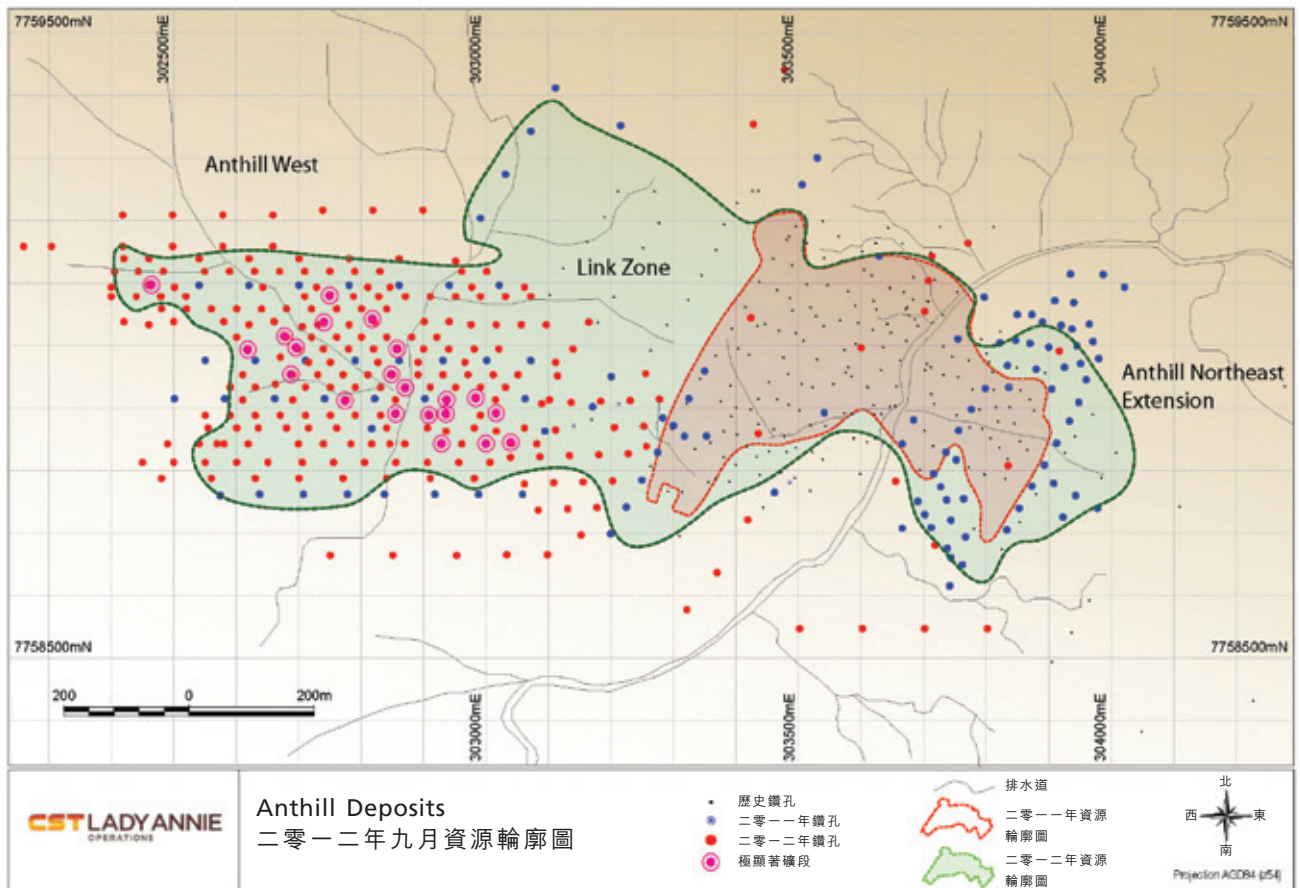 7759500mN
7759500mN
302500mE
303000mE
303500mE
304000mE
Anthill West
Link Zone
Anthill Northeast
Extension
7758500mN
7758500mN
200
0
200m
303000mE
303500mE
304000mE
CST LADY ANNIE
OPERATIONS
Anthill Deposits
二零一二年九月資源輪廓圖
歷史鑽孔
二零一一年鑽孔
二零一二年鑽孔
極顯著礦段
排水道
二零一一年資源
輪廓圖
二零一二年資源
輪廓圖
北
西
東
南
Projection AGD84 (z54)